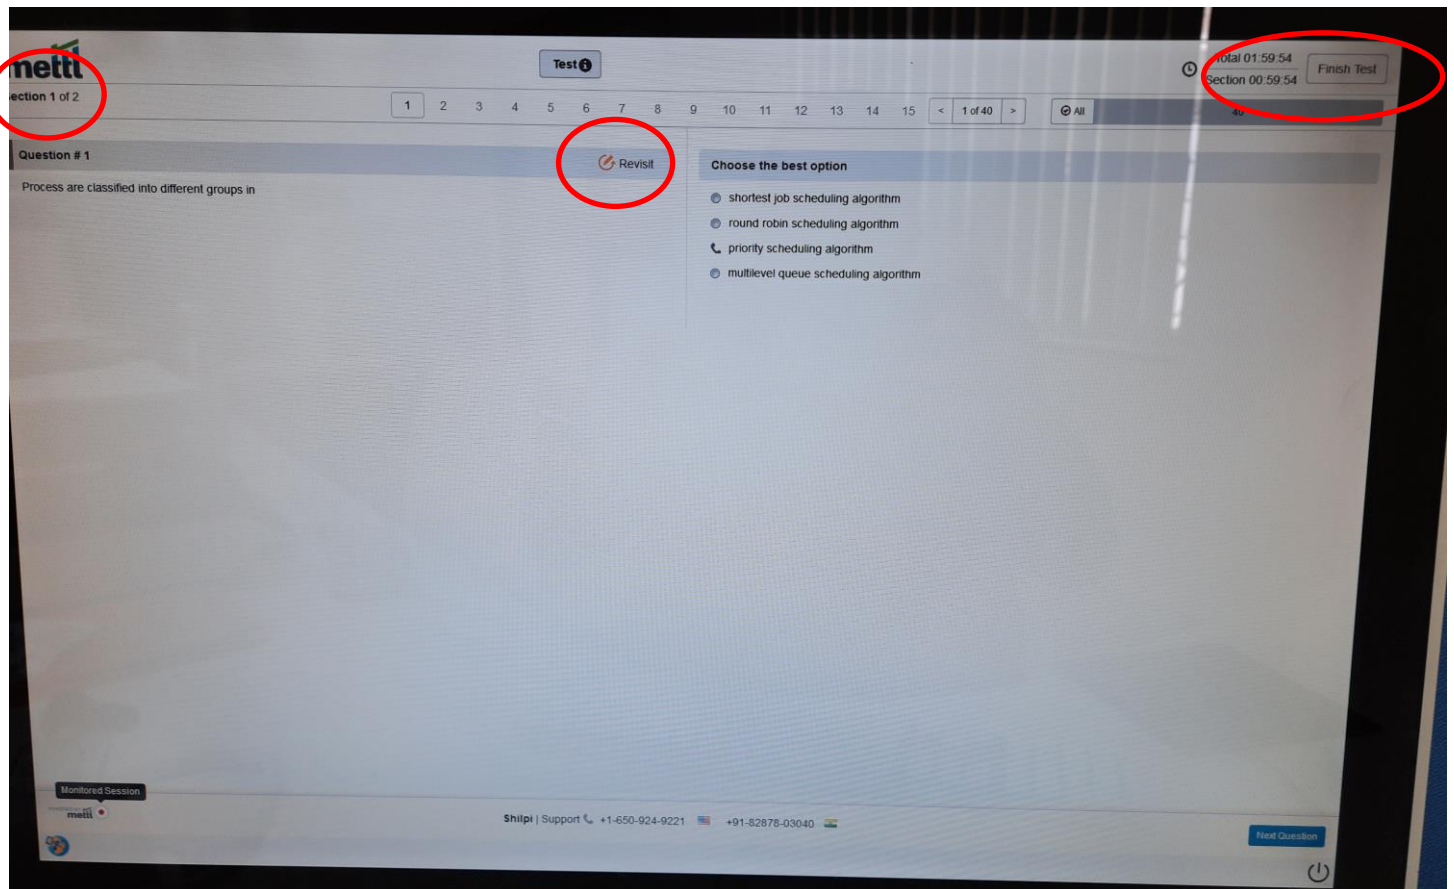 mettl
Test
Total 01:59:54
Section 00:59:54
Finish Test
ection 1 of 2
1 2 3 4 5 6 7 8 9 10 11 12 13 14 15 < 1 of 40 >
All
40
Question # 1
Revisit
Choose the best option
Process are classified into different groups in
shortest job scheduling algorithm
round robin scheduling algorithm
priority scheduling algorithm
multilevel queue scheduling algorithm
Monitored Session
mettl
Shilpi | Support +1-650-924-9221 +91-82878-03040
Next Question